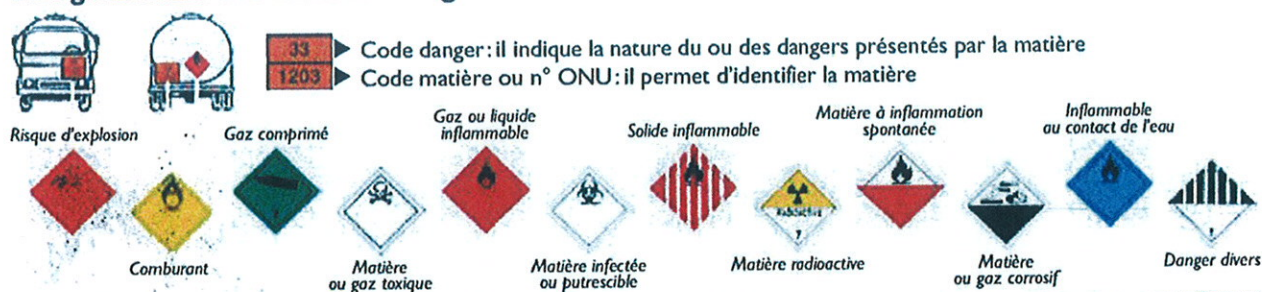 33
Code danger : il indique la nature du ou des dangers présentés par la matière
1203
Code matière ou n° ONU : il permet d'identifier la matière
Risque d'explosion
Gaz comprimé
Gaz ou liquide
inflammable
Solide inflammable
Matière à inflammation
spontanée
Inflammable
au contact de l'eau
Comburant
Matière
ou gaz toxique
Matière infectée
ou putrescible
RADIOACTIVE
7
Matière radioactive
Matière
ou gaz corrosif
Danger divers